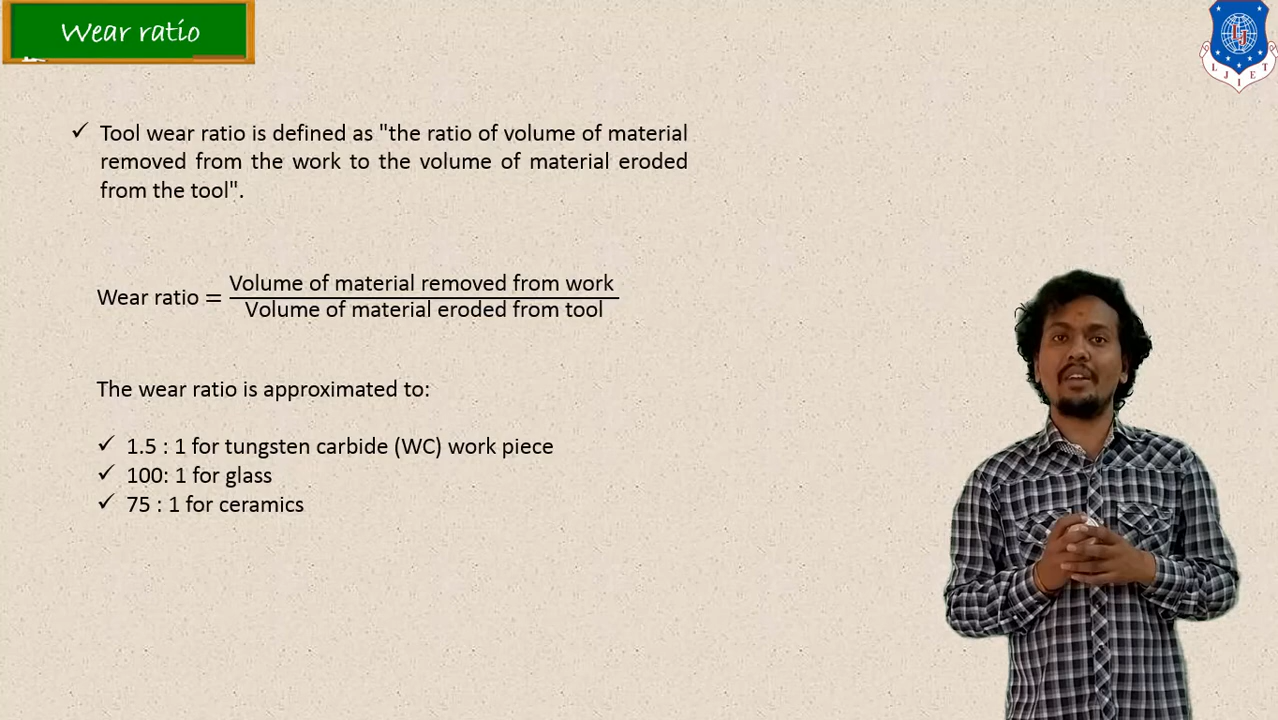 Wear ratio
LJIET
✓ Tool wear ratio is defined as "the ratio of volume of material
removed from the work to the volume of material eroded
from the tool".
Wear ratio = Volume of material removed from work
Volume of material eroded from tool
The wear ratio is approximated to:
✓ 1.5 : 1 for tungsten carbide (WC) work piece
✓ 100: 1 for glass
✓ 75 : 1 for ceramics